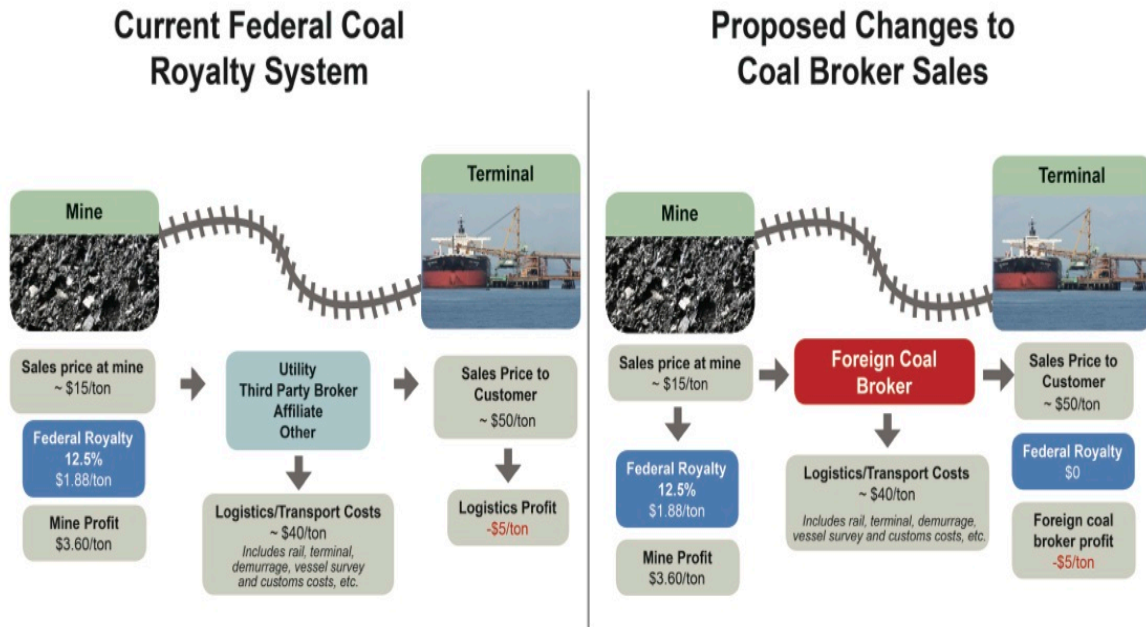 Current Federal Coal
Royalty System
Mine
Terminal
Sales price at mine
~ $15/ton
Federal Royalty
12.5%
$1.88/ton
Mine Profit
$3.60/ton
Utility
Third Party Broker
Affiliate
Other
Logistics/Transport Costs
~ $40/ton
Includes rail, terminal,
demurrage, vessel survey
and customs costs, etc.
Sales Price to
Customer
~ $50/ton
Logistics Profit
-$5/ton
Proposed Changes to
Coal Broker Sales
Mine
Terminal
Sales price at mine
~ $15/ton
Federal Royalty
12.5%
$1.88/ton
Mine Profit
$3.60/ton
Foreign Coal
Broker
Logistics/Transport Costs
~ $40/ton
Includes rail, terminal, demurrage,
vessel survey and customs costs, etc.
Sales Price to
Customer
~ $50/ton
Federal Royalty
$0
Foreign coal
broker profit
-$5/ton